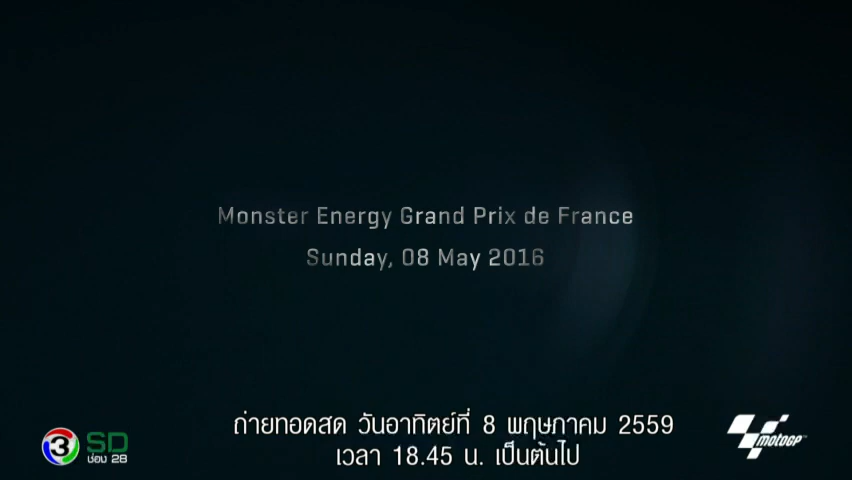 Monster Energy Grand Prix de France
Sunday, 08 May 2016
ถ่ายทอดสด วันอาทิตย์ที่ 8 พฤษภาคม 2559
เวลา 18.45 น. เป็นต้นไป
3 SD
ช่อง 28
motoGP